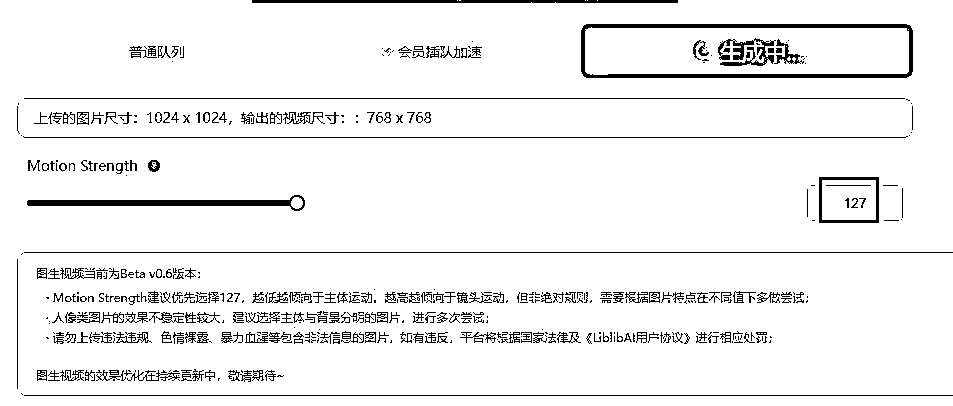 普通队列
会员插队加速
生成中...
上传的图片尺寸：1024 x 1024，输出的视频尺寸：：768 x 768
Motion Strength
127
图生视频当前为Beta v0.6版本：
· Motion Strength建议优先选择127，越低越倾向于主体运动，越高越倾向于镜头运动，但非绝对规则，需要根据图片特点在不同值下多做尝试；
· 人像类图片的效果不稳定性较大，建议选择主体与背景分明的图片，进行多次尝试；
· 请勿上传违法违规、色情裸露、暴力血腥等包含非法信息的图片，如有违反，平台将根据国家法律及《LiblibAI用户协议》进行相应处罚；
图生视频的效果优化在持续更新中，敬请期待~